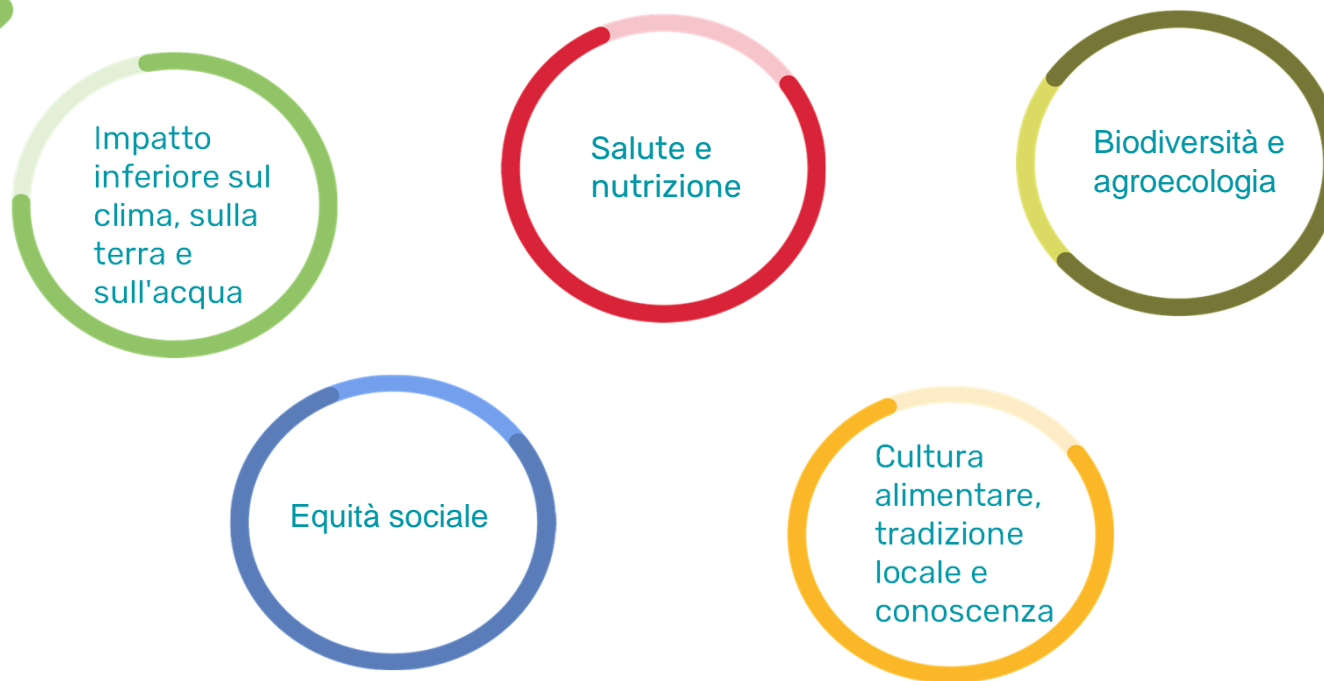 Impatto
inferiore sul
clima, sulla
terra e
sull'acqua
Salute e
nutrizione
Biodiversità e
agroecologia
Equità sociale
Cultura
alimentare,
tradizione
locale e
conoscenza